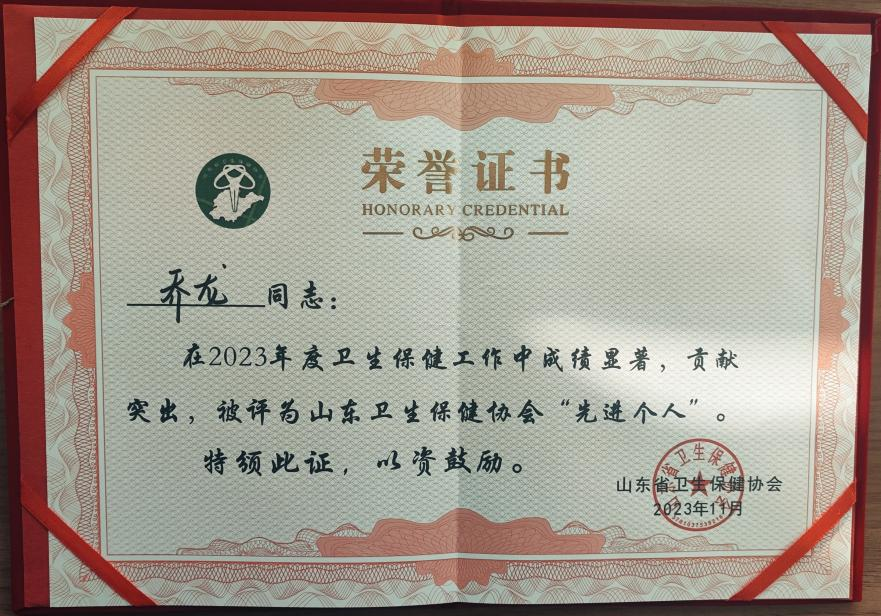 荣誉证书
HONORARY CREDENTIAL
乔龙 同志：
在2023年度卫生保健工作中成绩显著，贡献
突出，被评为山东卫生保健协会“先进个人”。
特颁此证，以资鼓励。
山东省卫生保健协会
2023年11月